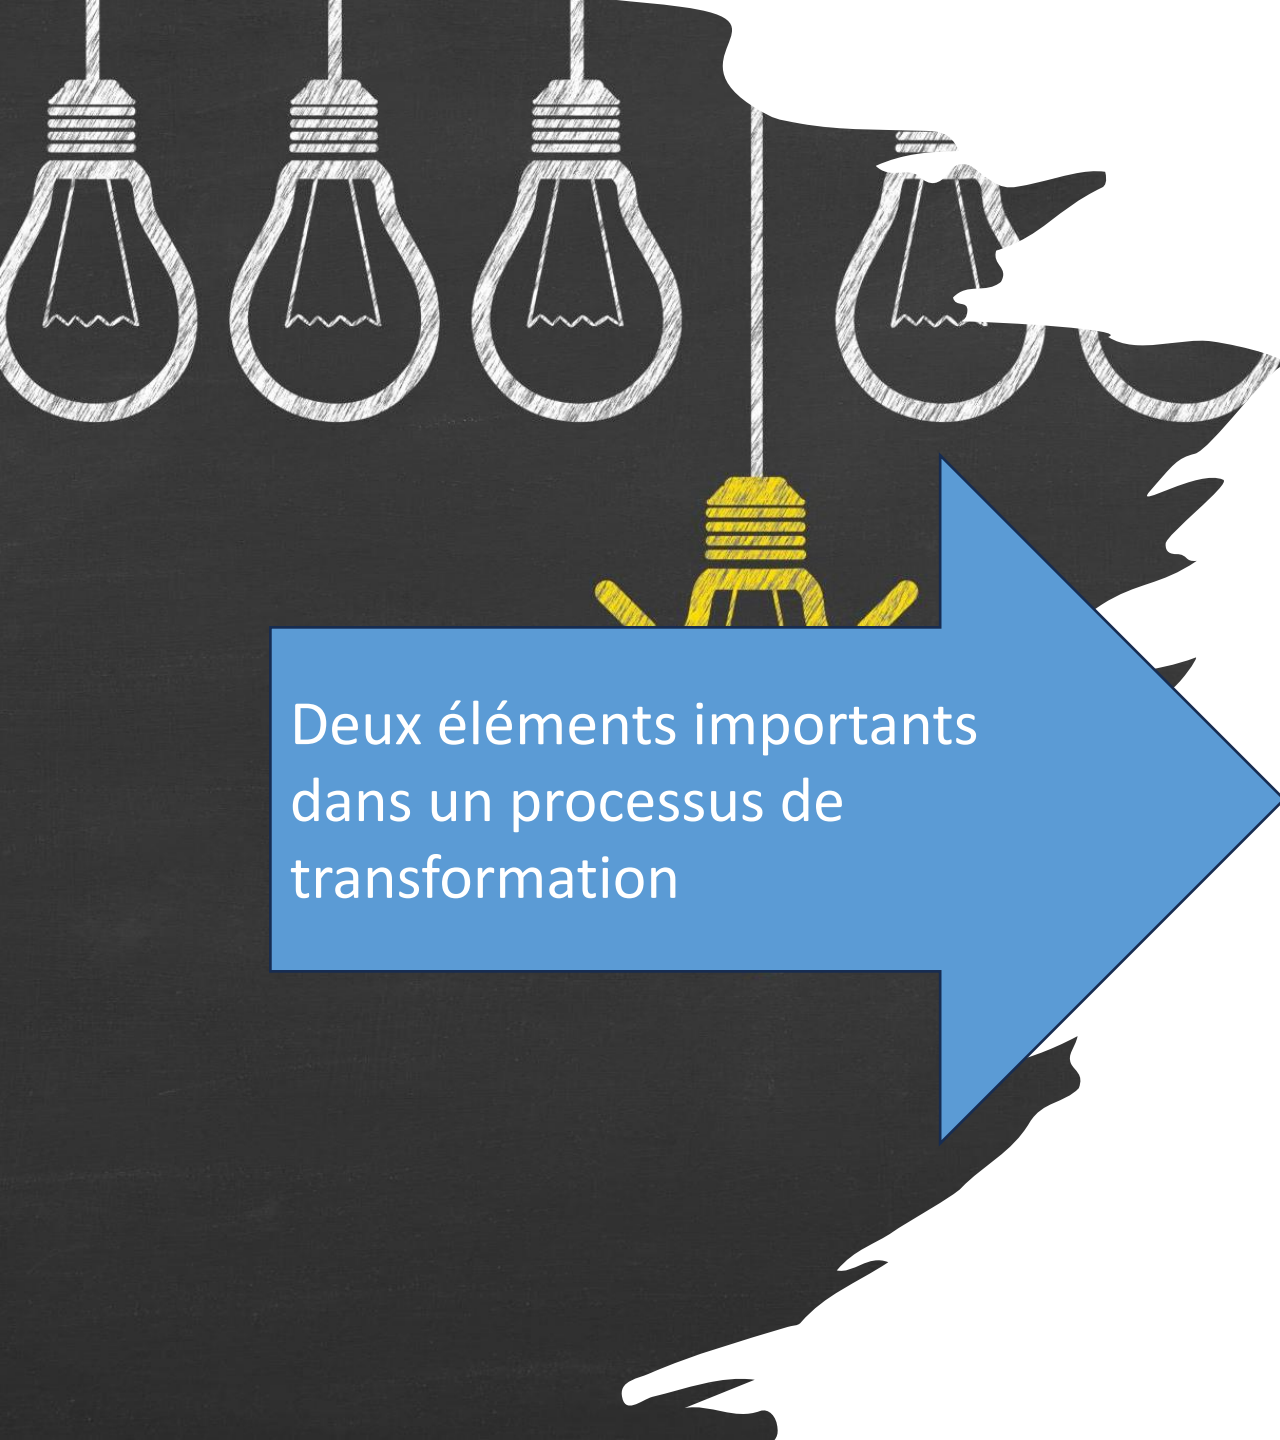 Deux éléments importants
dans un processus de
transformation